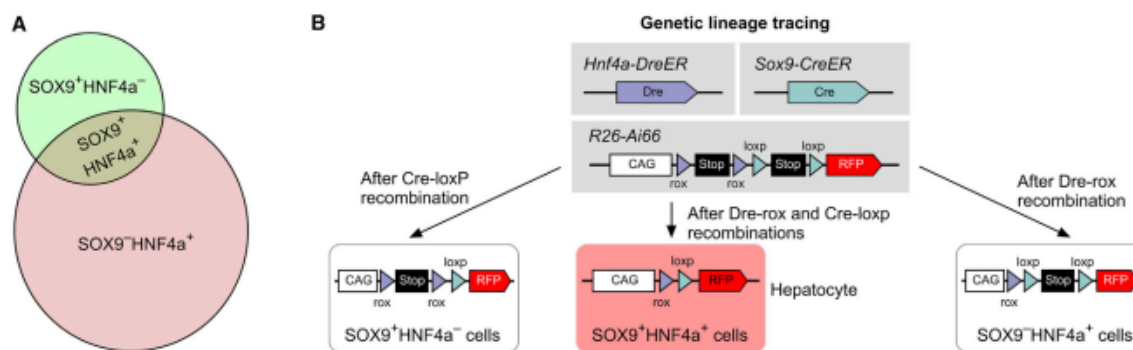 A
SOX9⁺HNF4a⁻
SOX9⁺
HNF4a⁺
SOX9⁻HNF4a⁺
B
Genetic lineage tracing
Hnf4a-DreER
Dre
Sox9-CreER
Cre
R26-Ai66
loxp loxp
CAG Stop Stop RFP
rox rox
After Cre-loxP
recombination
After Dre-rox and Cre-loxp
recombinations
After Dre-rox
recombination
loxp
CAG Stop RFP
rox rox
SOX9⁺HNF4a⁻ cells
loxp
CAG RFP
rox
SOX9⁺HNF4a⁺ cells
Hepatocyte
loxp loxp
CAG Stop RFP
rox
SOX9⁻HNF4a⁺ cells